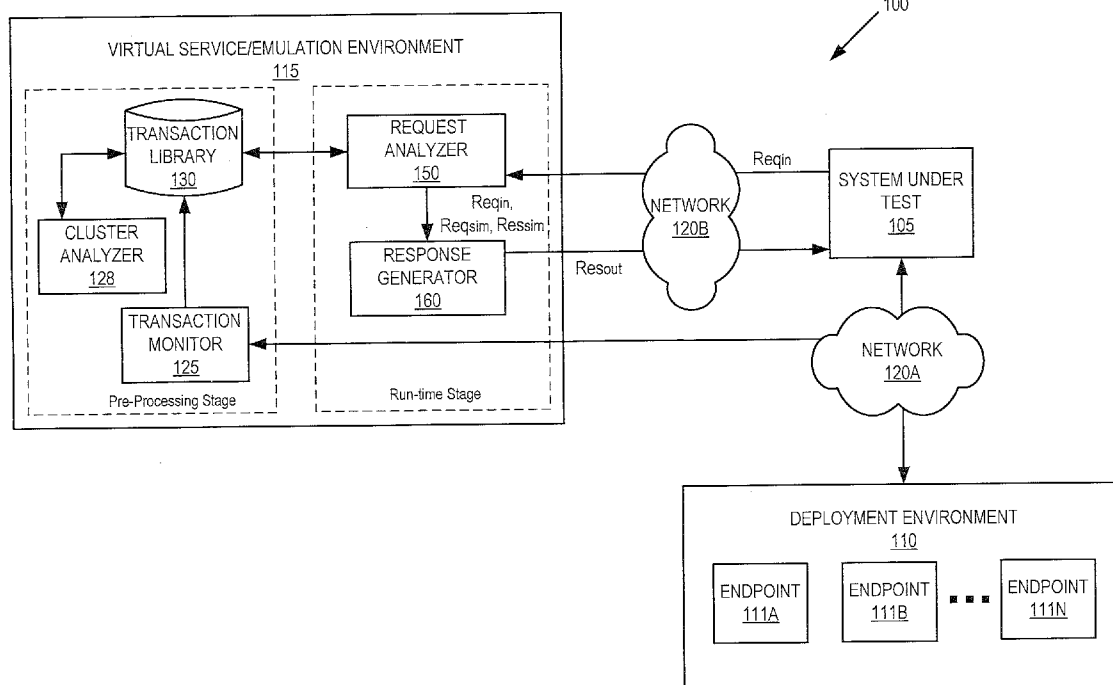 100
VIRTUAL SERVICE/EMULATION ENVIRONMENT
115
TRANSACTION
LIBRARY
130
CLUSTER
ANALYZER
128
TRANSACTION
MONITOR
125
Pre-Processing Stage
REQUEST
ANALYZER
150
Reqin,
Reqsim, Ressim
RESPONSE
GENERATOR
160
Run-time Stage
Reqin
Resout
NETWORK
120B
SYSTEM UNDER
TEST
105
NETWORK
120A
DEPLOYMENT ENVIRONMENT
110
ENDPOINT
111A
ENDPOINT
111B
ENDPOINT
111N